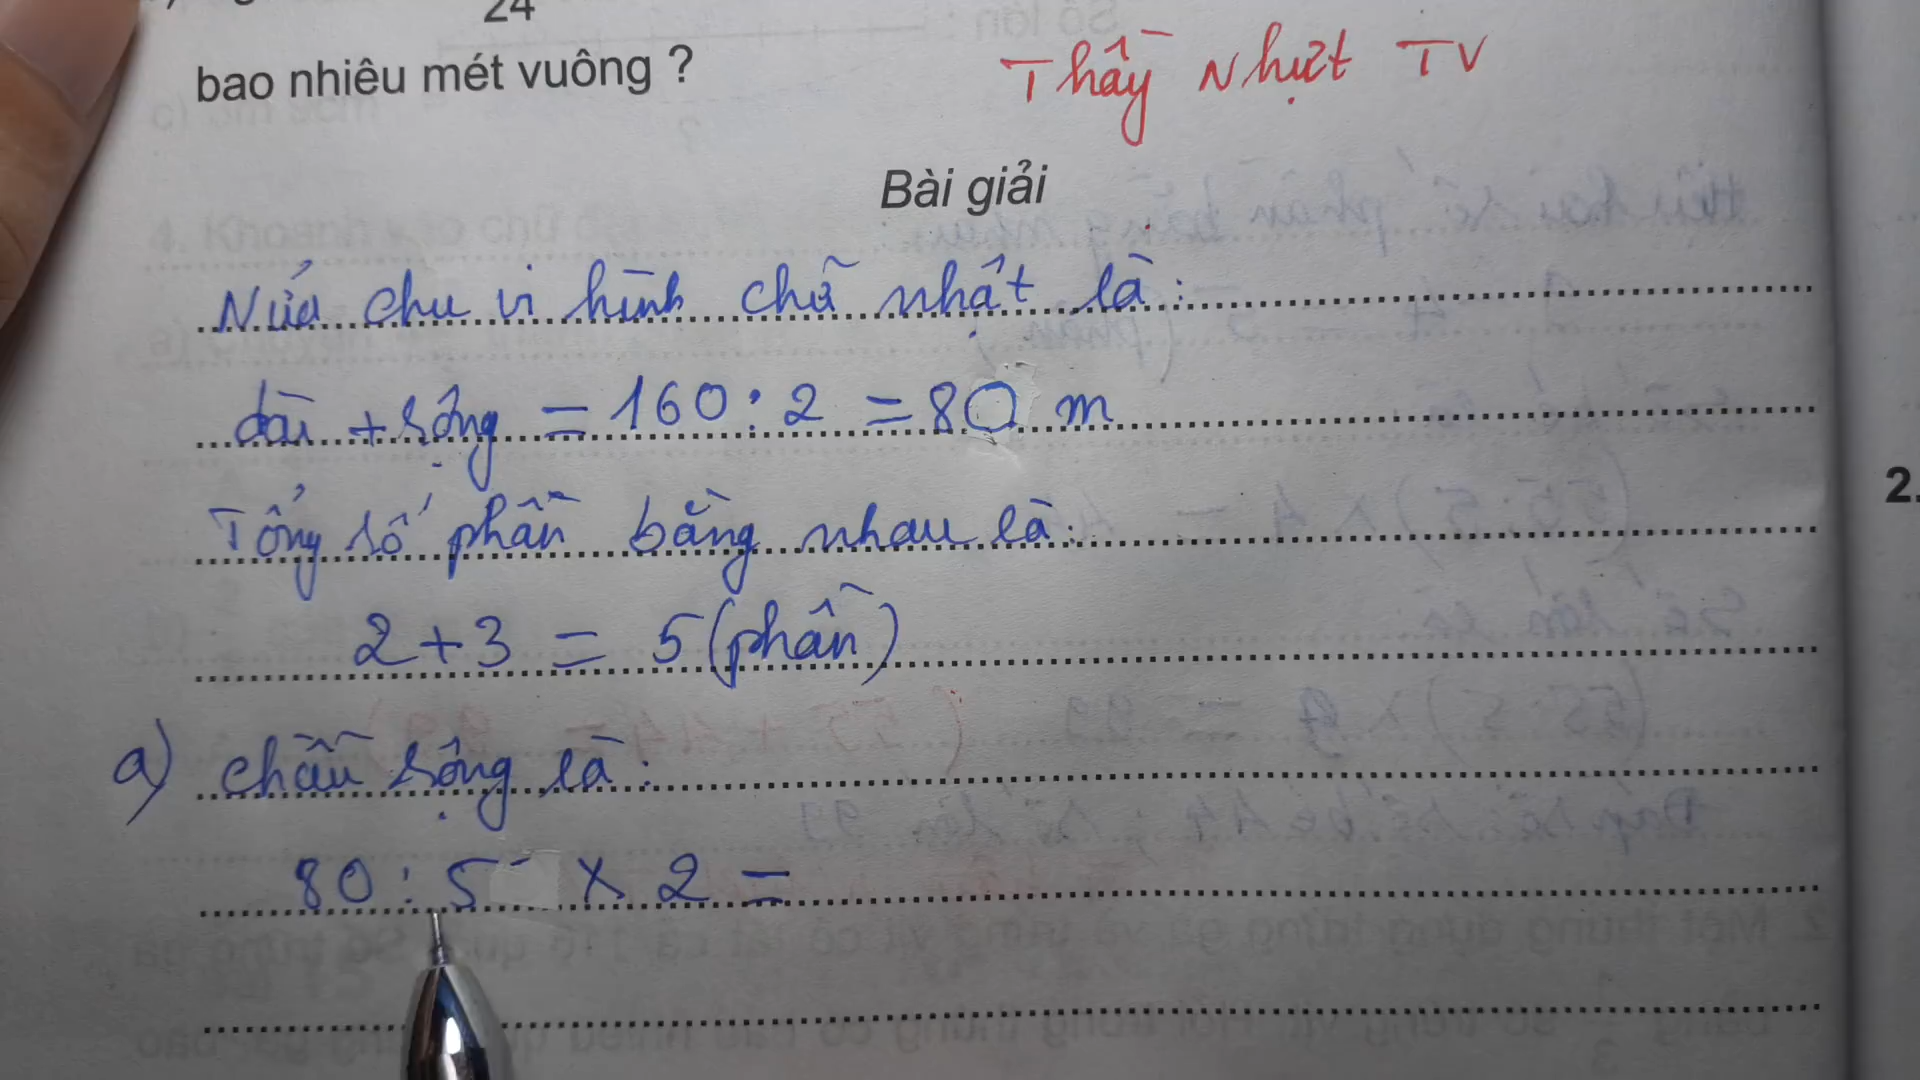 24
bao nhiêu mét vuông ?
Thầy Nhựt TV
Bài giải
Nửa chu vi hình chữ nhật là:
dài + rộng = 160 : 2 = 80 m
Tổng số phần bằng nhau là:
2 + 3 = 5 (phần)
a) chiều rộng là:
80 : 5 x 2 =
2.